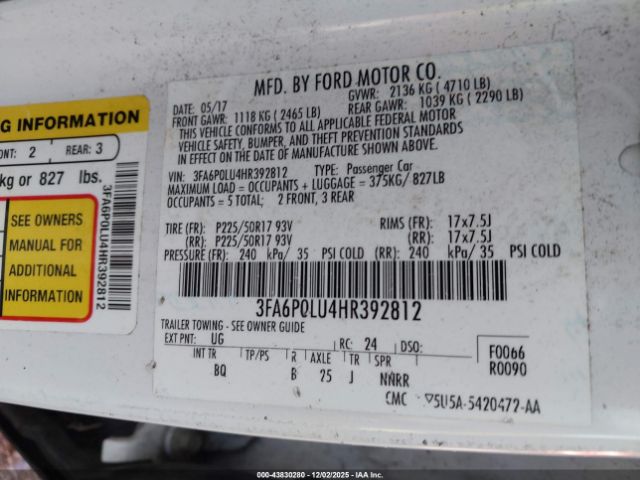 G INFORMATION
ONT: 2 REAR: 3
kg or 827 lbs.
SEE OWNERS
MANUAL FOR
ADDITIONAL
INFORMATION
3FA6P0LU4HR392812
MFD. BY FORD MOTOR CO.
DATE: 05/17 GVWR: 2136 KG ( 4710 LB)
FRONT GAWR: 1118 KG ( 2465 LB) REAR GAWR: 1039 KG ( 2290 LB)
THIS VEHICLE CONFORMS TO ALL APPLICABLE FEDERAL MOTOR
VEHICLE SAFETY, BUMPER, AND THEFT PREVENTION STANDARDS
IN EFFECT ON THE DATE OF MANUFACTURE SHOWN ABOVE.
VIN: 3FA6P0LU4HR392812 TYPE: Passenger Car
MAXIMUM LOAD = OCCUPANTS + LUGGAGE = 375KG/ 827LB
OCCUPANTS = 5 TOTAL; 2 FRONT, 3 REAR
TIRE (FR): P225/50R17 93V RIMS (FR): 17x7.5J
(RR): P225/50R17 93V (RR): 17x7.5J
PRESSURE (FR): 240 kPa/ 35 PSI COLD (RR): 240 kPa/ 35 PSI COLD
3FA6P0LU4HR392812
TRAILER TOWING - SEE OWNER GUIDE
EXT PNT: UG RC: 24 DSO:
INT TR TP/PS R AXLE TR SPR
BQ B 25 J NNRR
F0066
R0090
CMC 5U5A-5420472-AA
000-43830280 - 12/02/2025 - IAA Inc.